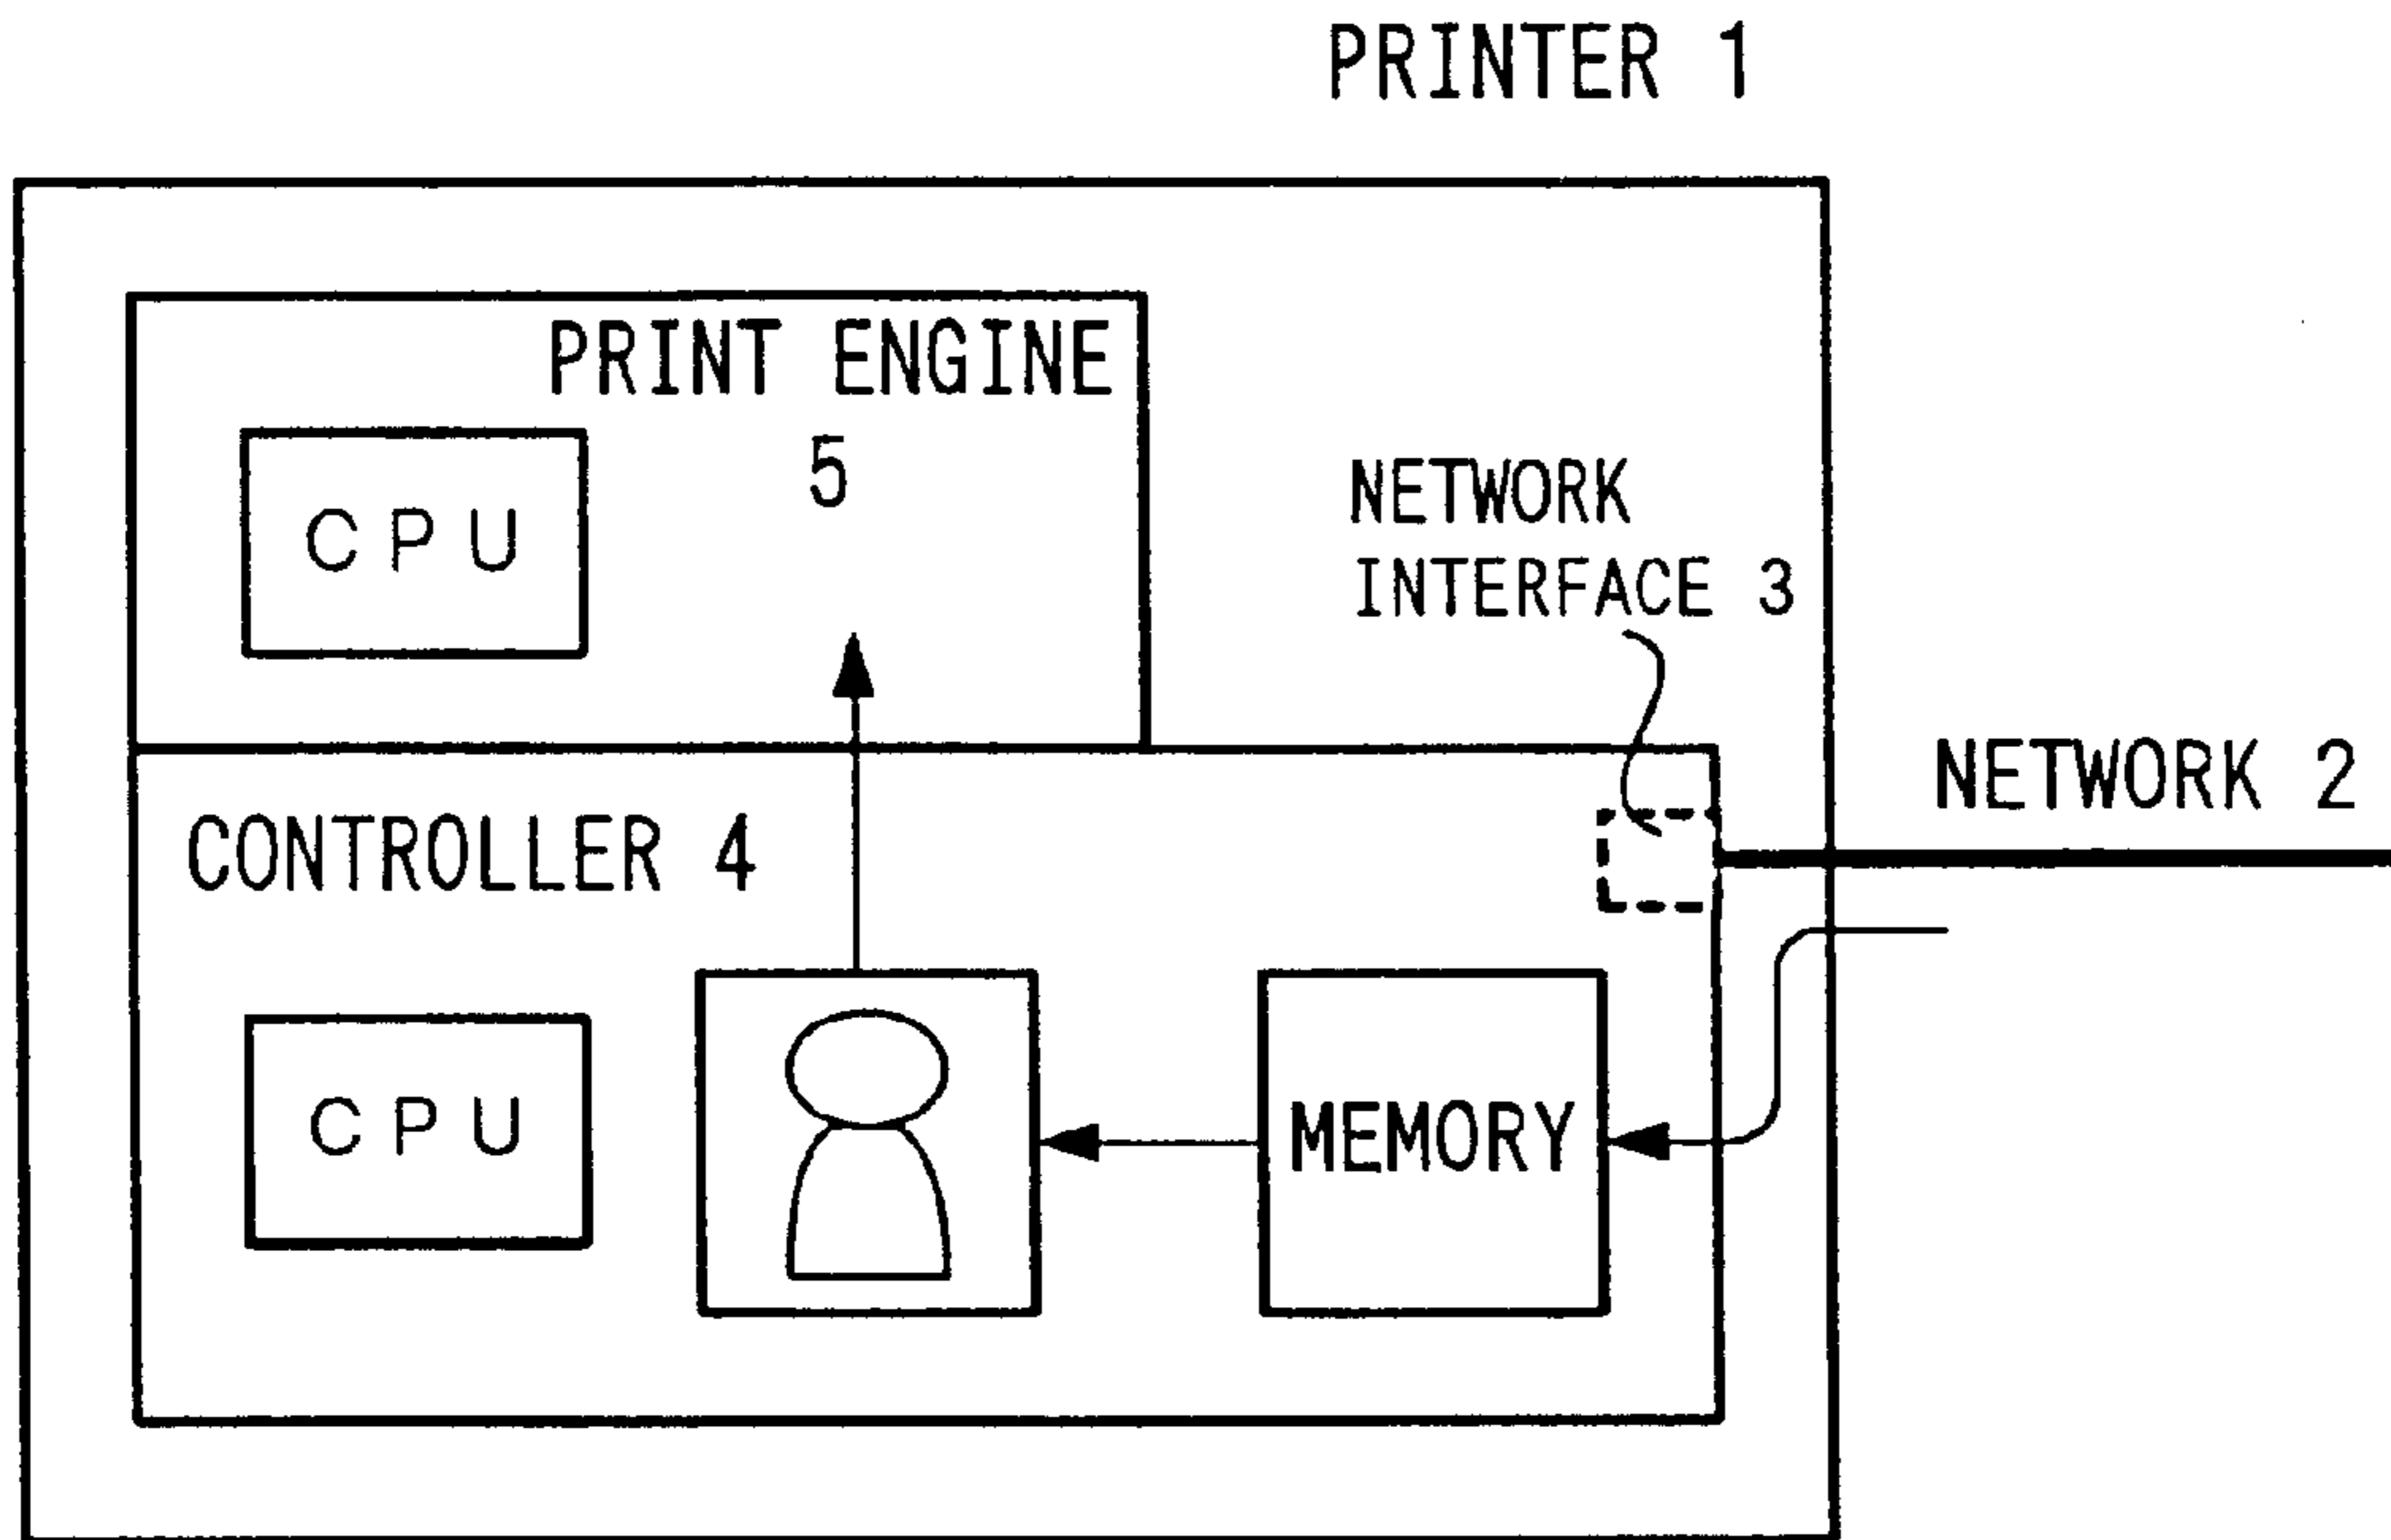 PRINTER 1
PRINT ENGINE
5
CPU
NETWORK
INTERFACE 3
NETWORK 2
CONTROLLER 4
CPU
MEMORY